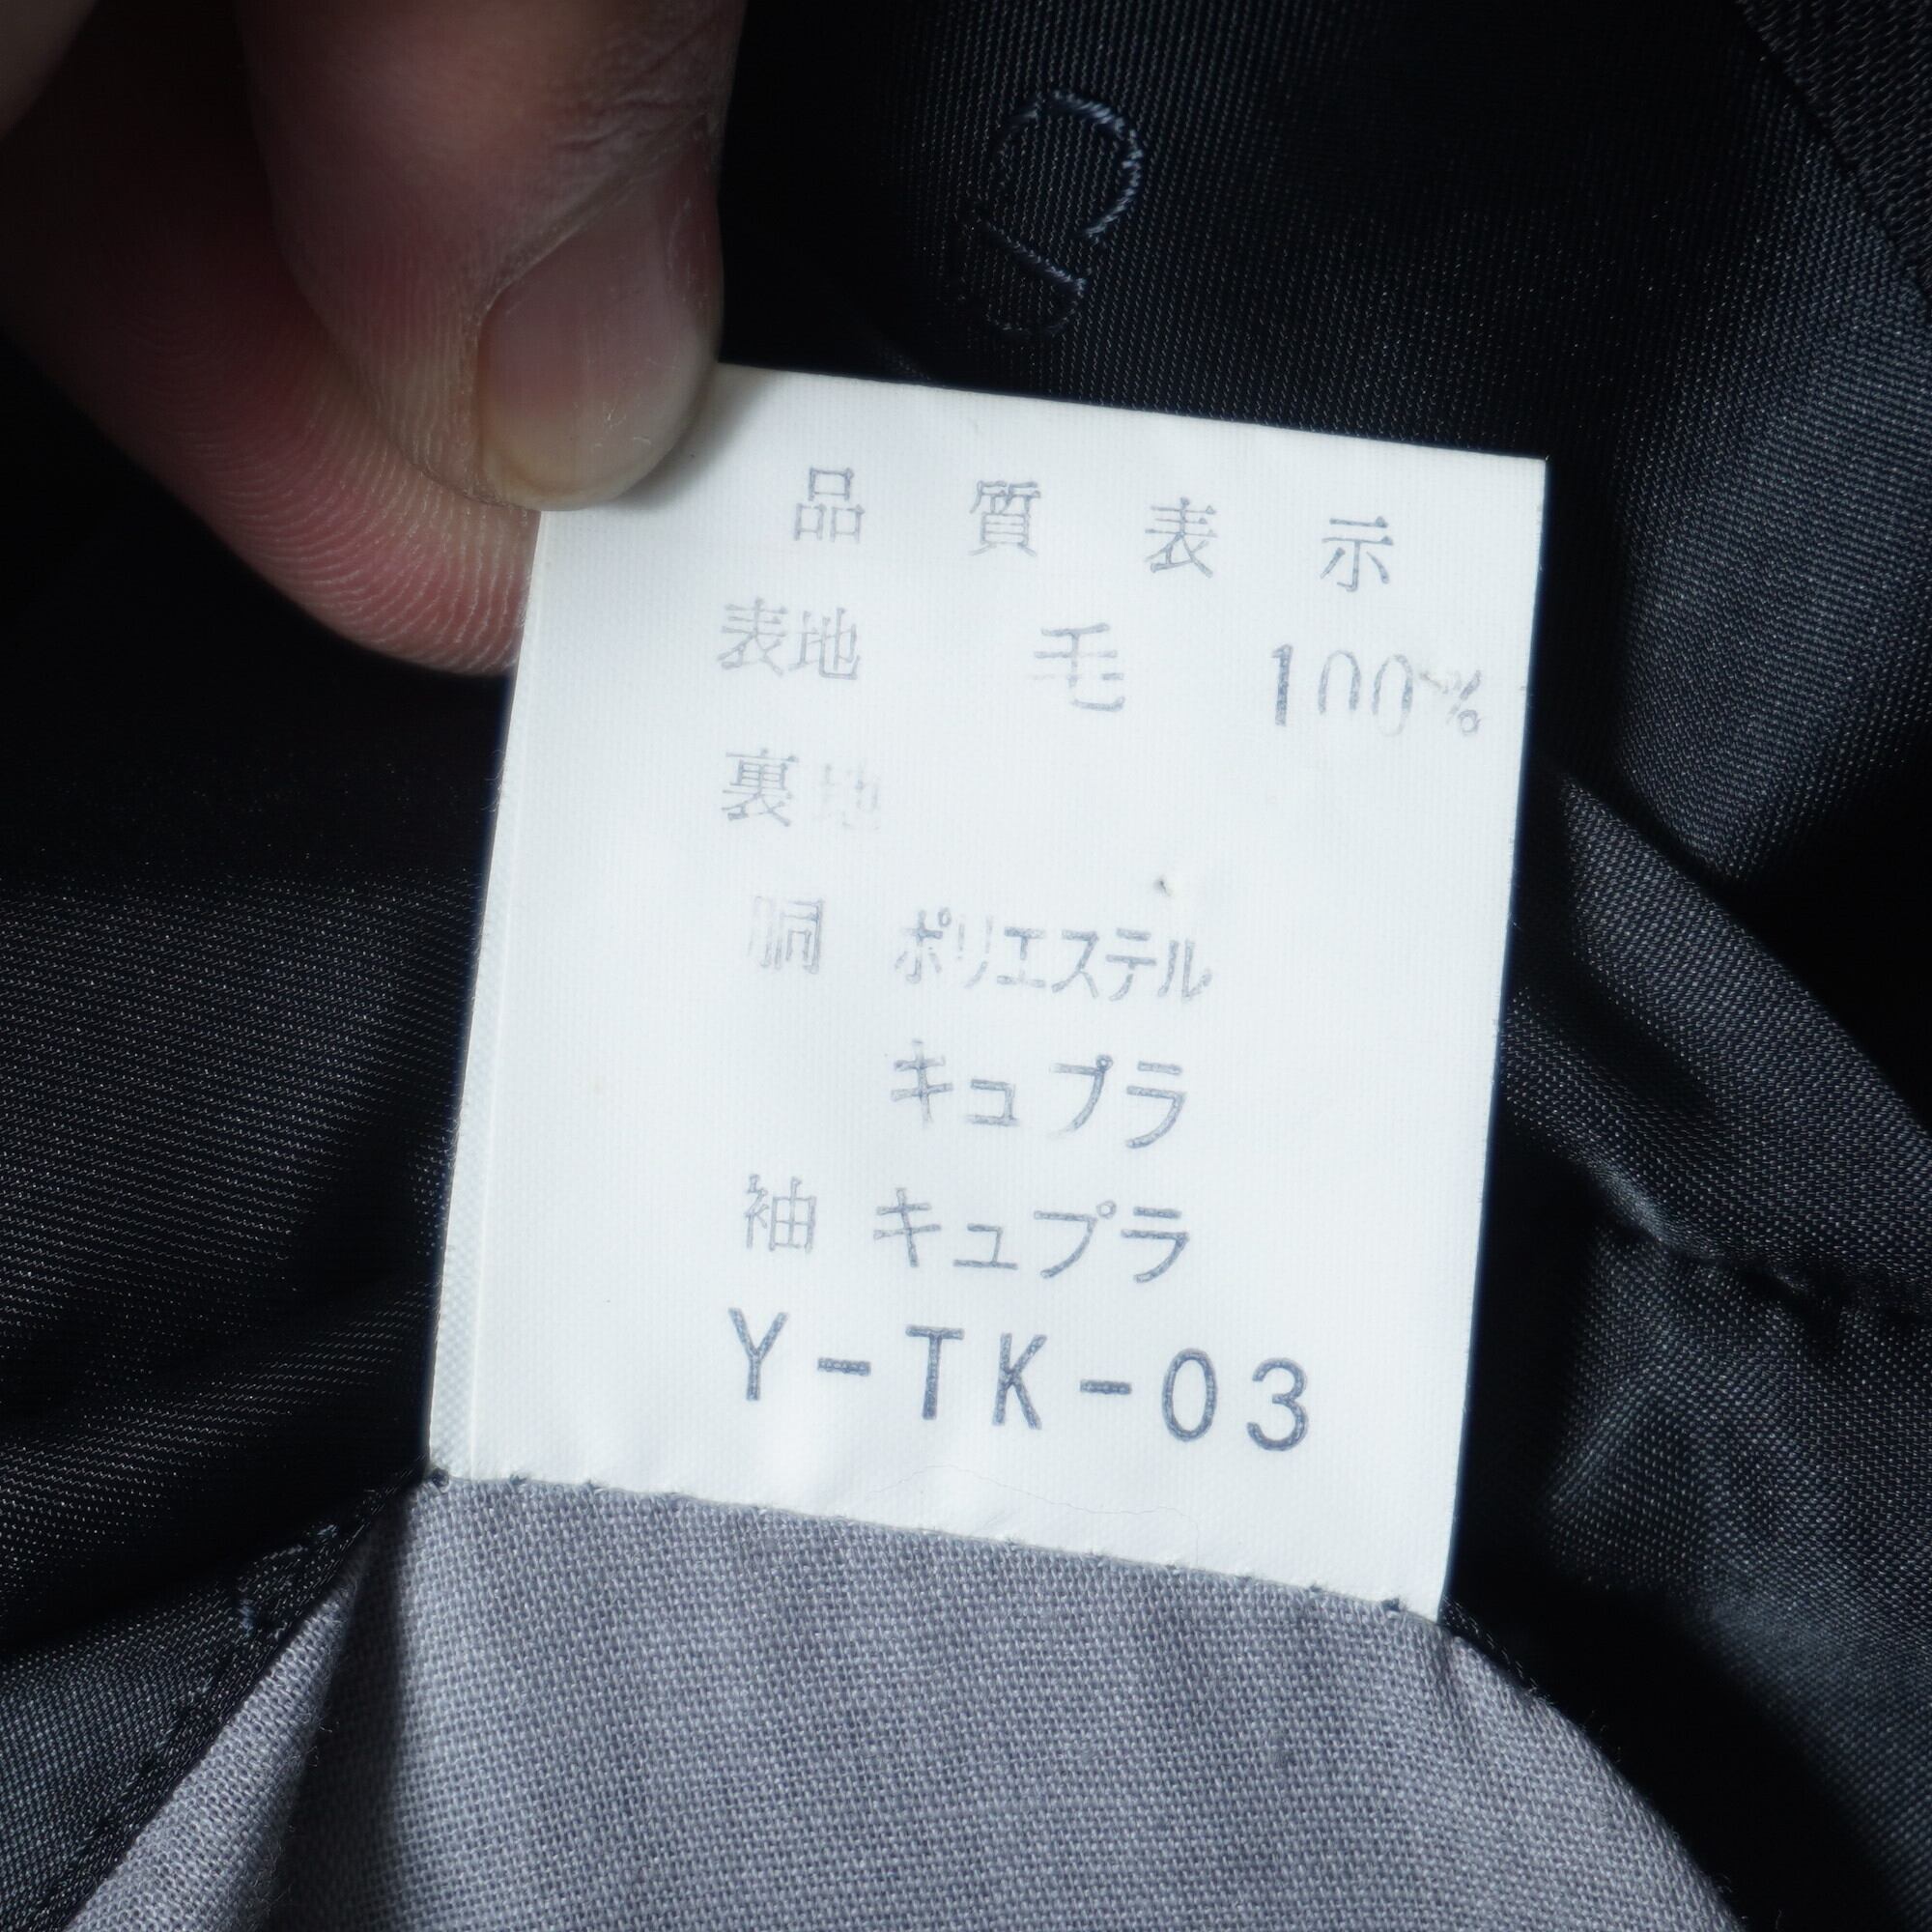 品質表示
表地 毛 100%
裏地
胴 ポリエステル
キュプラ
袖 キュプラ
Y-TK-03